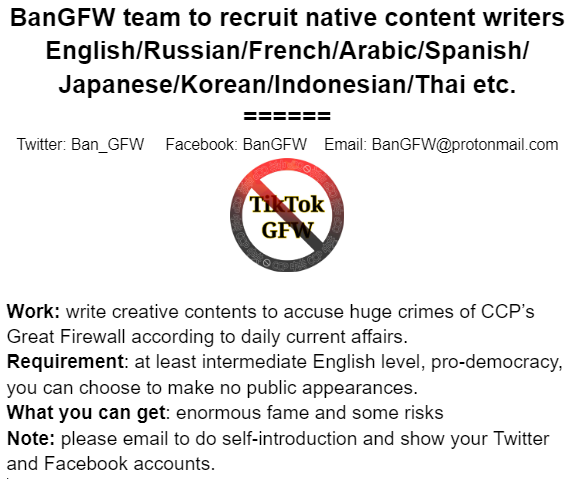 BanGFW team to recruit native content writers
English/Russian/French/Arabic/Spanish/
Japanese/Korean/Indonesian/Thai etc.
======
Twitter: Ban_GFW Facebook: BanGFW Email: BanGFW@protonmail.com
TikTok
GFW
Work: write creative contents to accuse huge crimes of CCP's
Great Firewall according to daily current affairs.
Requirement: at least intermediate English level, pro-democracy,
you can choose to make no public appearances.
What you can get: enormous fame and some risks
Note: please email to do self-introduction and show your Twitter
and Facebook accounts.